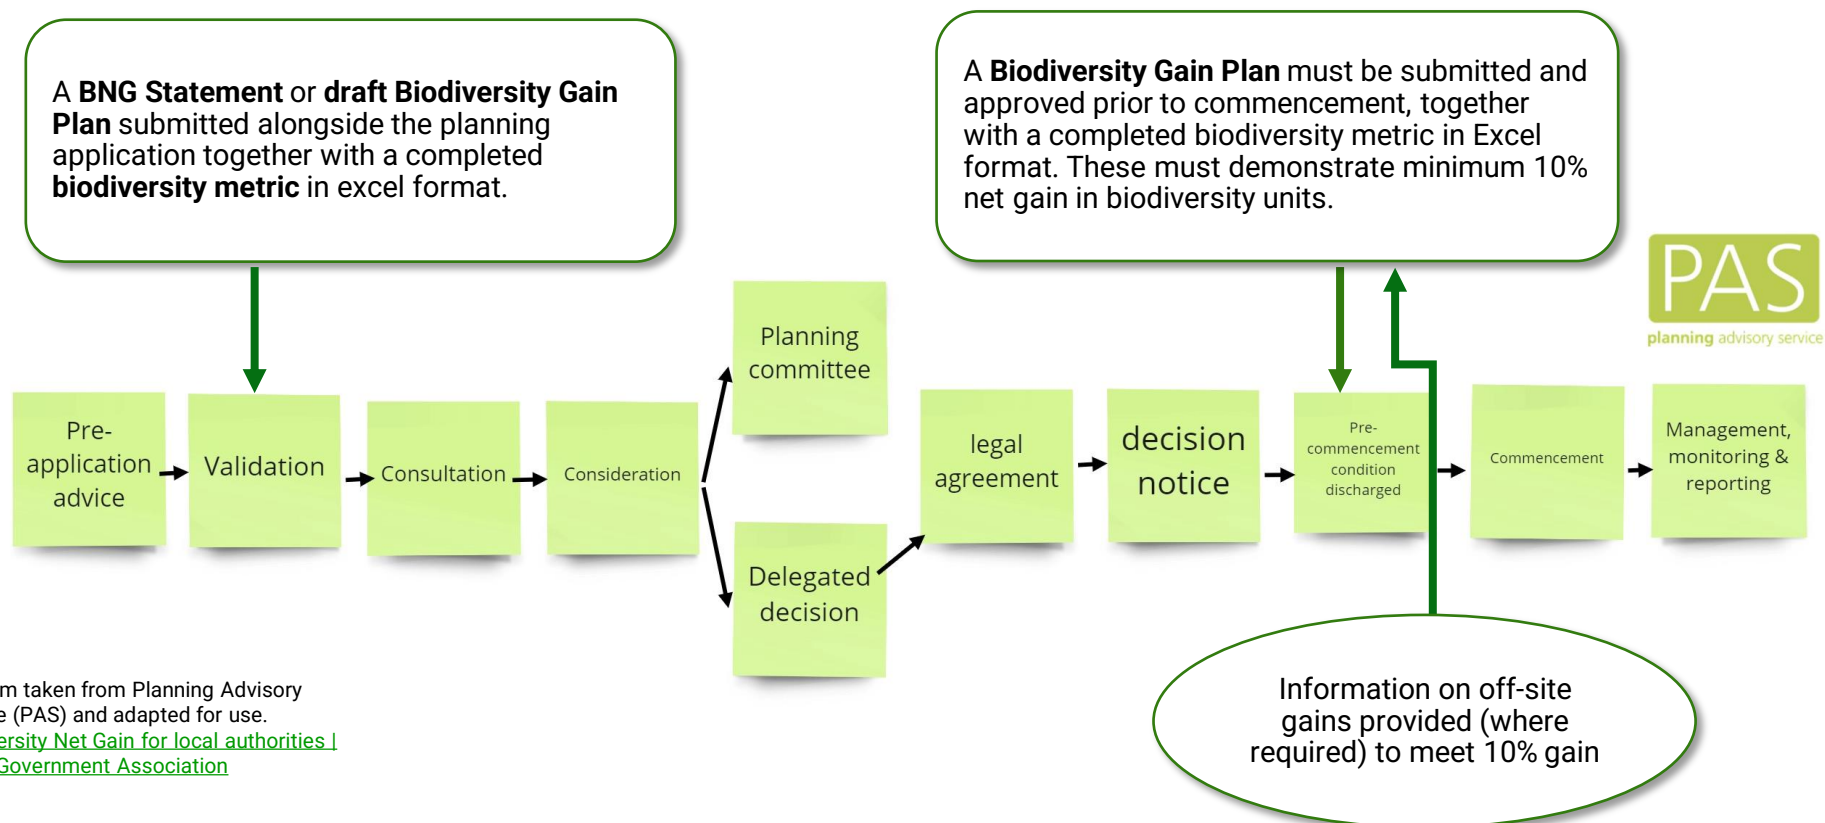 A BNG Statement or draft Biodiversity Gain
Plan submitted alongside the planning
application together with a completed
biodiversity metric in excel format.
A Biodiversity Gain Plan must be submitted and
approved prior to commencement, together
with a completed biodiversity metric in Excel
format. These must demonstrate minimum 10%
net gain in biodiversity units.
PAS
planning advisory service
Pre-
application
advice
Validation
Consultation
Consideration
Planning
committee
Delegated
decision
legal
agreement
decision
notice
Pre-
commencement
condition
discharged
Commencement
Management,
monitoring &
reporting
taken from Planning Advisory
(PAS) and adapted for use.
Net Gain for local authorities |
Government Association
Information on off-site
gains provided (where
required) to meet 10% gain